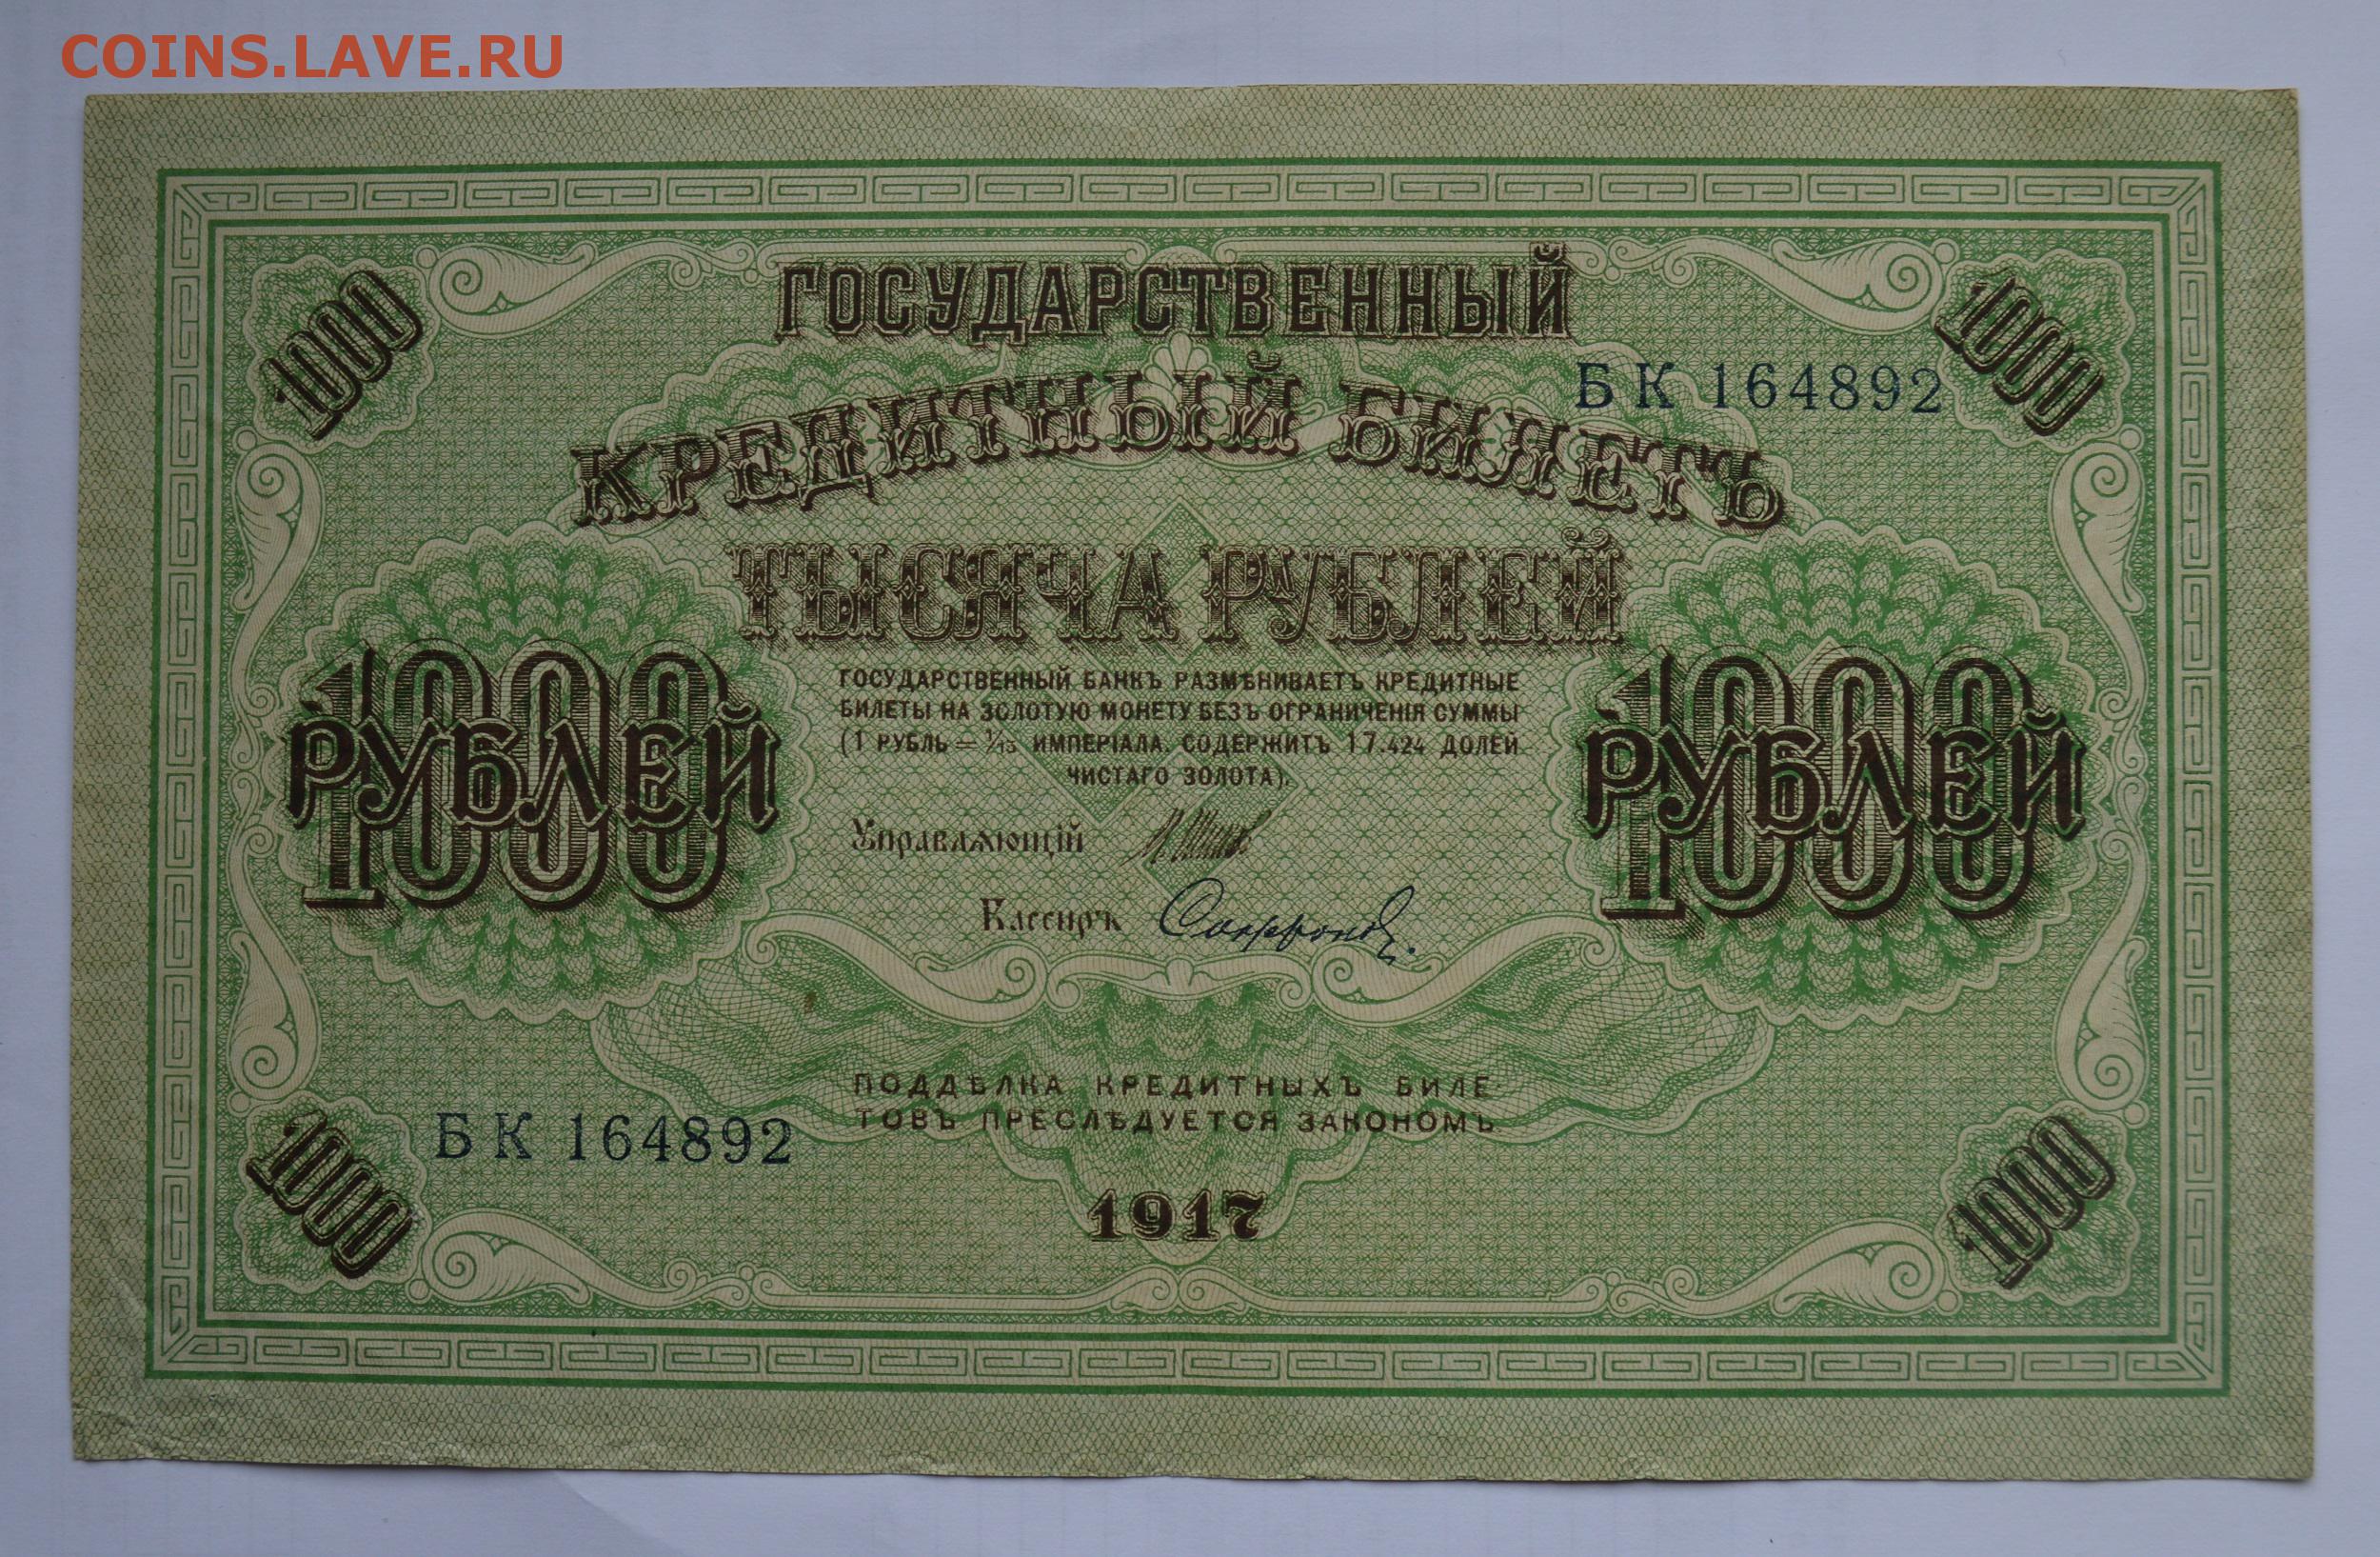 COINS.LAVE.RU
ГОСУДАРСТВЕННЫЙ
1000
1000
БК 164892
КРЕДИТНЫЙ БИЛЕТЪ
ТЫСЯЧА РУБЛЕЙ
1000
РУБЛЕЙ
1000
РУБЛЕЙ
ГОСУДАРСТВЕННЫЙ БАНКЪ РАЗМѢНИВАЕТЪ КРЕДИТНЫЕ
БИЛЕТЫ НА ЗОЛОТУЮ МОНЕТУ БЕЗЪ ОГРАНИЧЕНІЯ СУММЫ
(1 РУБЛЬ = 1/15 ИМПЕРІАЛА. СОДЕРЖИТЪ 17.424 ДОЛЕЙ
ЧИСТАГО ЗОЛОТА).
Управляющій
Кассиръ Сафронов
ПОДДѢЛКА КРЕДИТНЫХЪ БИЛЕ-
ТОВЪ ПРЕСЛѢДУЕТСЯ ЗАКОНОМЪ.
БК 164892
1000
1917
1000